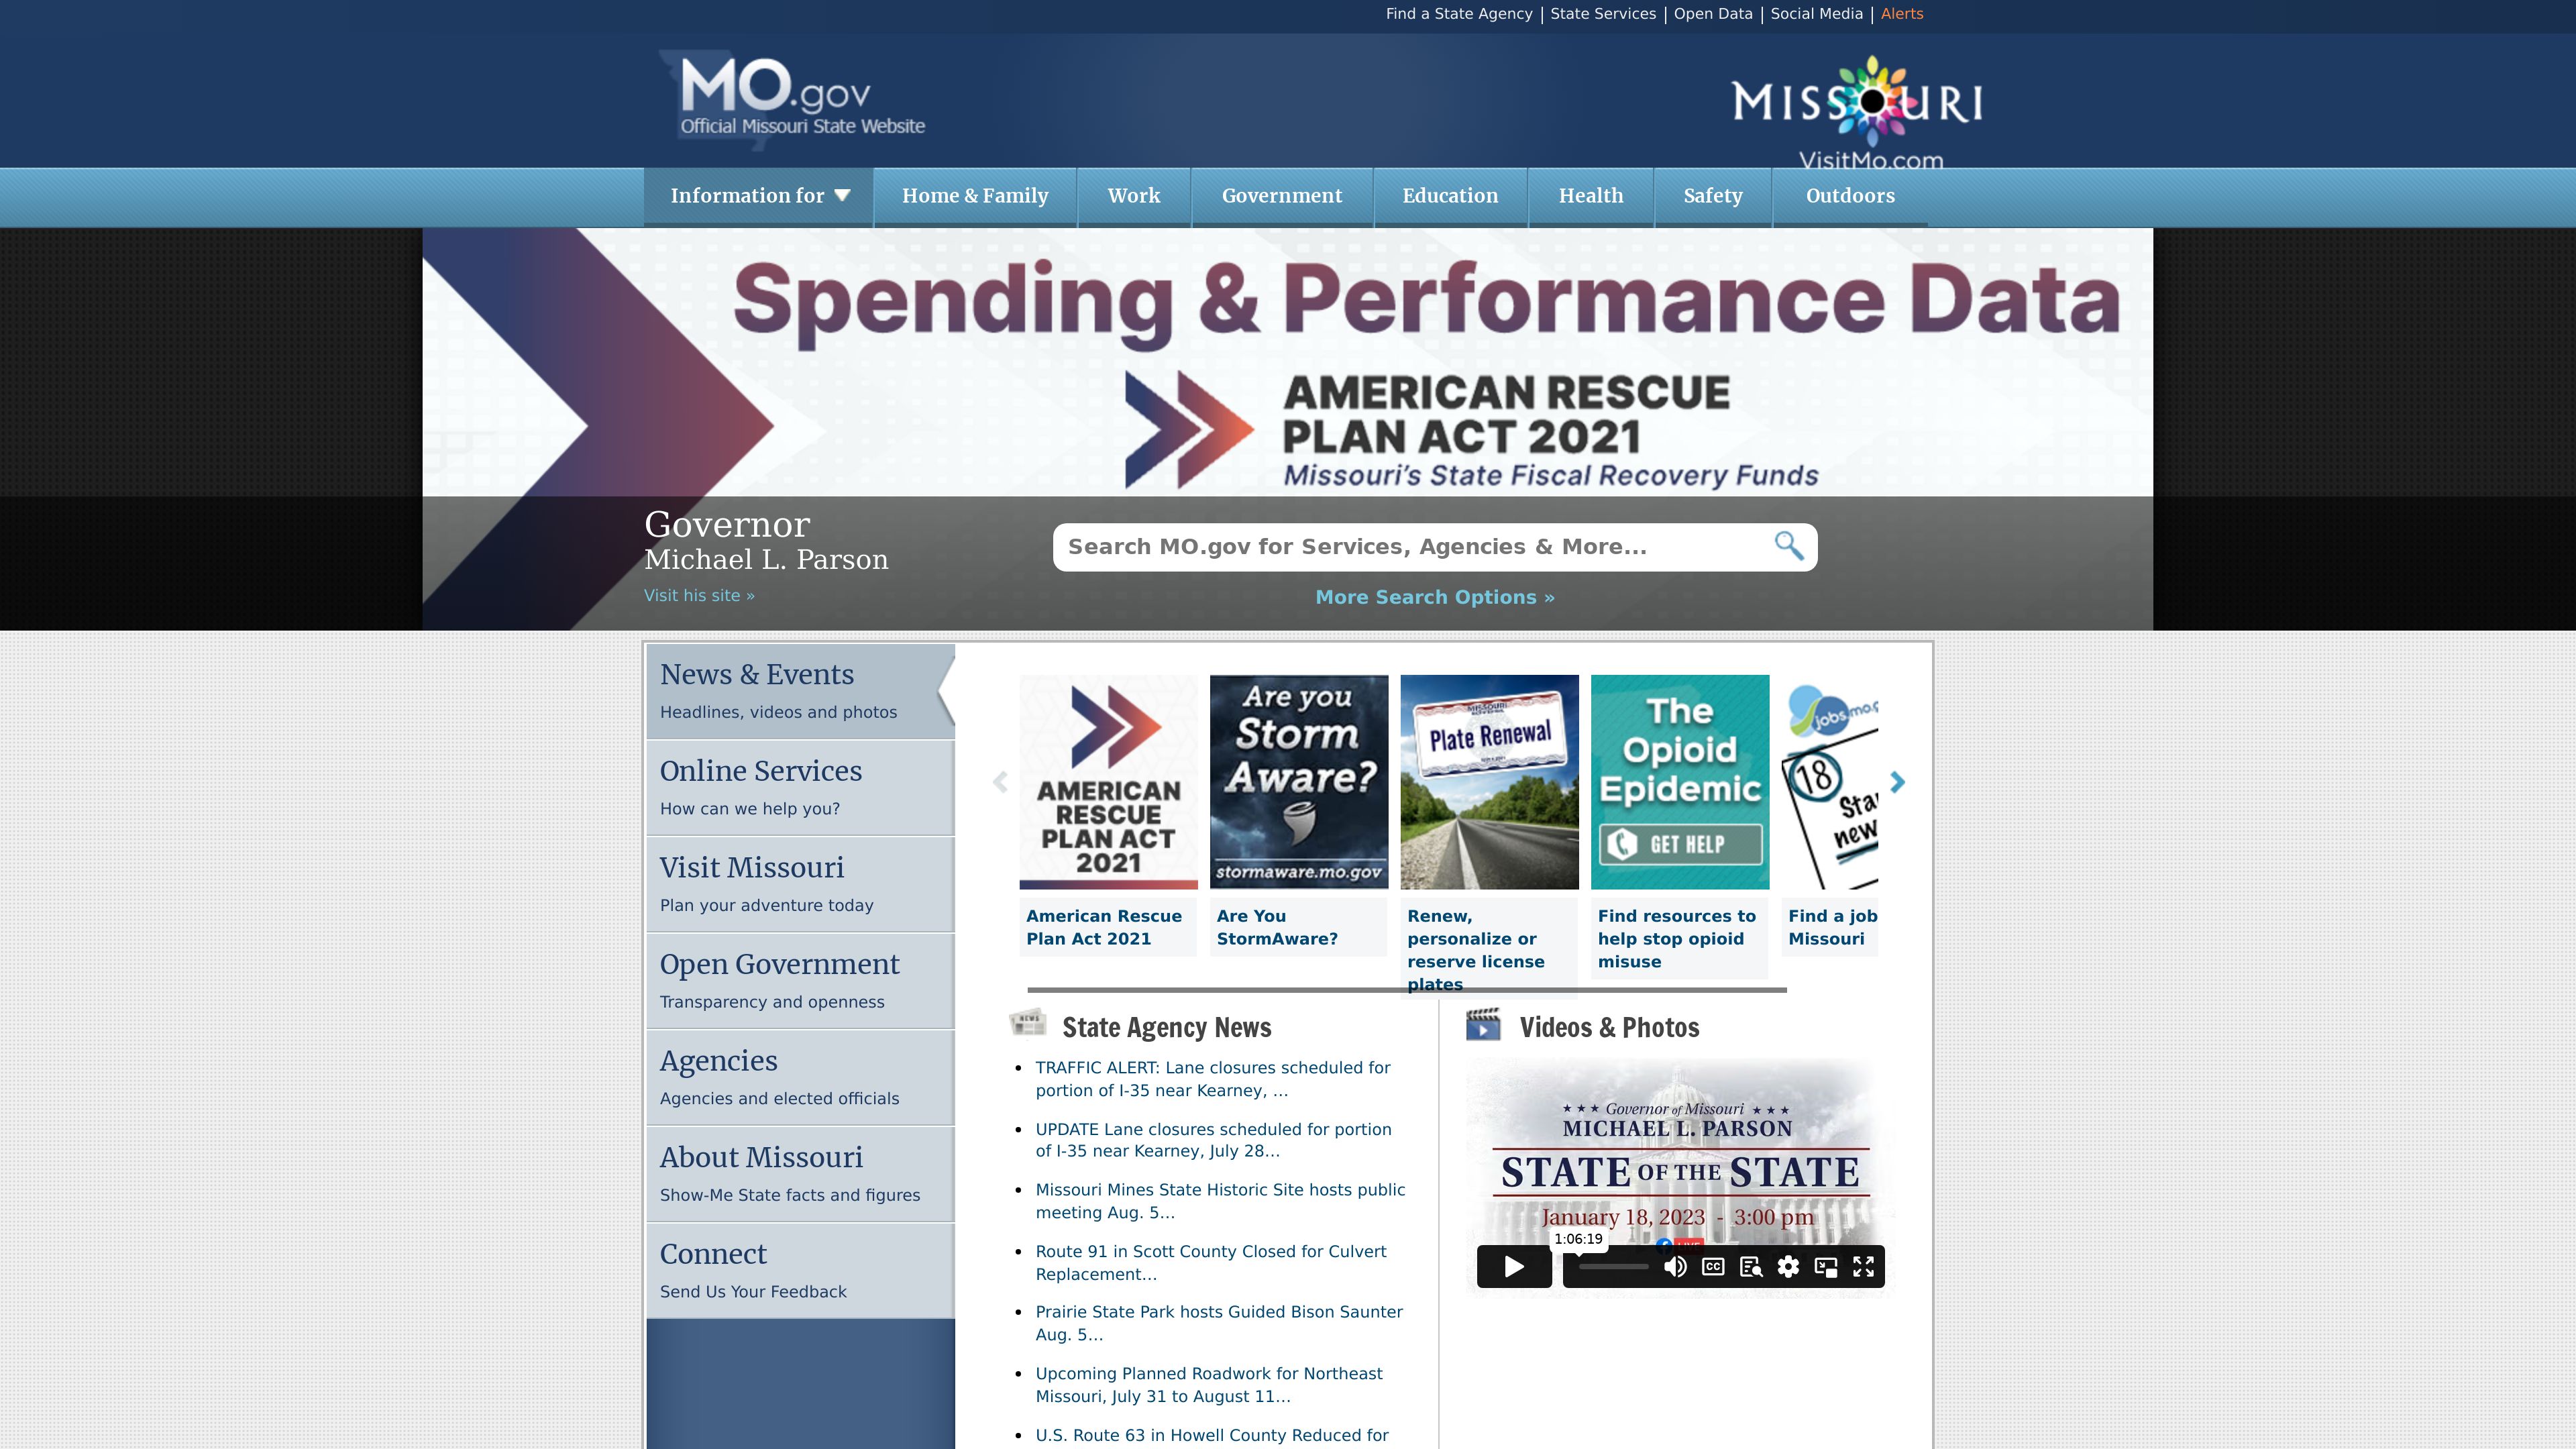 Find a State Agency | State Services | Open Data | Social Media | Alerts
MO.gov
Official Missouri State Website
MISSOURI
VisitMo.com
Information for
Home & Family
Work
Government
Education
Health
Safety
Outdoors
Spending & Performance Data
AMERICAN RESCUE
PLAN ACT 2021
Missouri's State Fiscal Recovery Funds
Governor
Michael L. Parson
Visit his site »
Search MO.gov for Services, Agencies & More...
More Search Options »
News & Events
Headlines, videos and photos
Online Services
How can we help you?
Visit Missouri
Plan your adventure today
Open Government
Transparency and openness
Agencies
Agencies and elected officials
About Missouri
Show-Me State facts and figures
Connect
Send Us Your Feedback
AMERICAN
RESCUE
PLAN ACT
2021
American Rescue
Plan Act 2021
Are you
Storm
Aware?
stormaware.mo.gov
Are You
StormAware?
MISSOURI
Plate Renewal
Renew,
personalize or
reserve license
plates
The
Opioid
Epidemic
GET HELP
Find resources to
help stop opioid
misuse
jobs.mo.g
18
Sta
new
Find a job
Missouri
NEWS
State Agency News
TRAFFIC ALERT: Lane closures scheduled for
portion of I-35 near Kearney, ...
UPDATE Lane closures scheduled for portion
of I-35 near Kearney, July 28...
Missouri Mines State Historic Site hosts public
meeting Aug. 5...
Route 91 in Scott County Closed for Culvert
Replacement...
Prairie State Park hosts Guided Bison Saunter
Aug. 5...
Upcoming Planned Roadwork for Northeast
Missouri, July 31 to August 11...
U.S. Route 63 in Howell County Reduced for
Videos & Photos
★ ★ ★ Governor of Missouri ★ ★ ★
MICHAEL L. PARSON
STATE OF THE STATE
January 18, 2023 - 3:00 pm
1:06:19
LIVE
CC